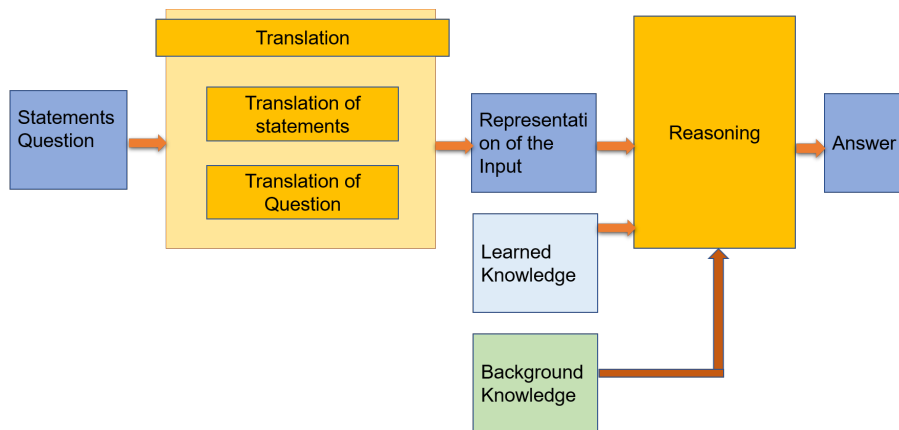 Translation
Translation of
statements
Translation of
Question
Statements
Question
Representati
on of the
Input
Reasoning
Answer
Learned
Knowledge
Background
Knowledge